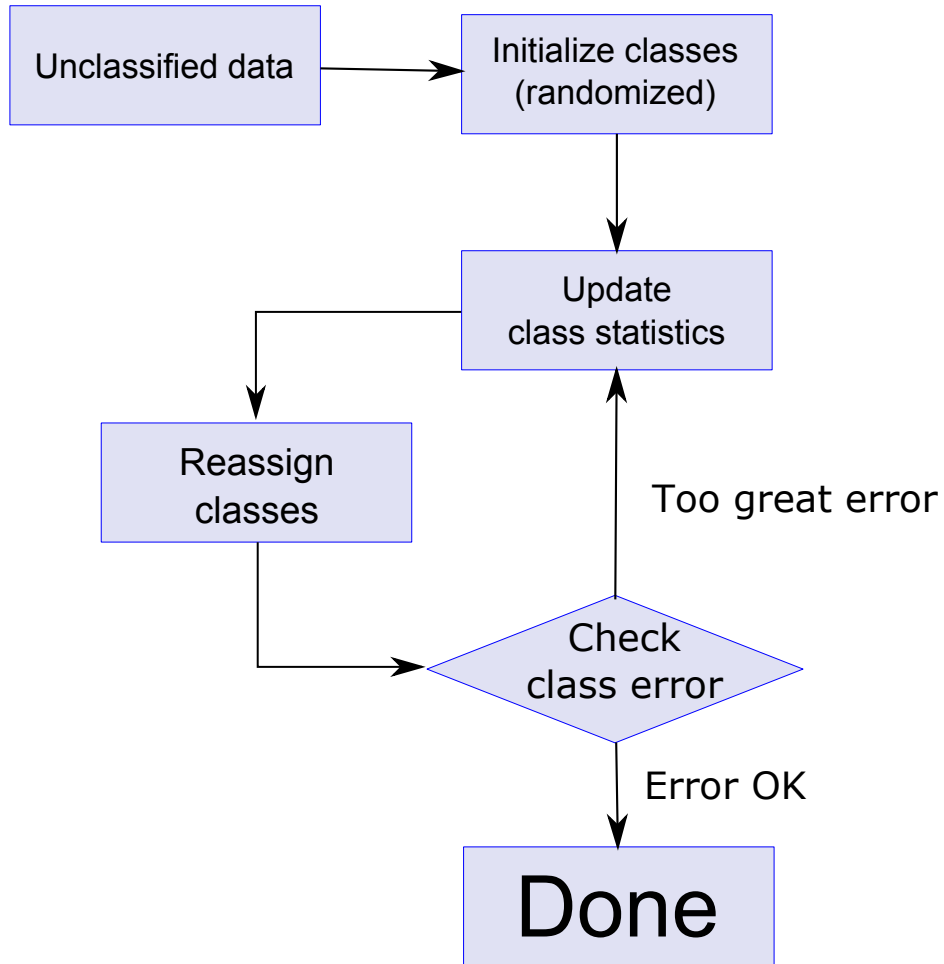 Unclassified data
Initialize classes
(randomized)
Update
class statistics
Reassign
classes
Too great error
Check
class error
Error OK
Done